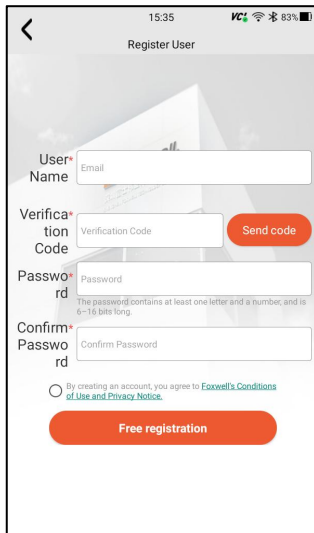 15:35
VCI 83%
Register User
User*
Name
Email
Verifica*
tion
Code
Verification Code
Send code
Passwo*
rd
Password
The password contains at least one letter and a number, and is
6–16 bits long.
Confirm*
Passwo
rd
Confirm Password
By creating an account, you agree to Foxwell's Conditions
of Use and Privacy Notice.
Free registration